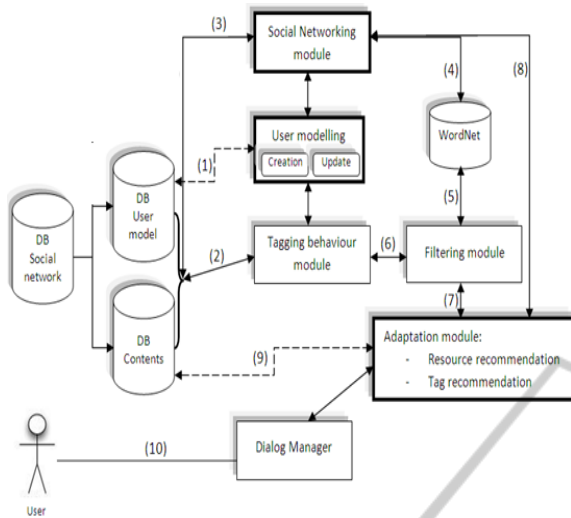 (3)
Social Networking
module
(4)
(8)
WordNet
User modelling
Creation
Update
(1)
DB
User
model
DB
Social
network
(5)
(2)
Tagging behaviour
module
(6)
Filtering module
(7)
DB
Contents
(9)
Adaptation module:
- Resource recommendation
- Tag recommendation
(10)
Dialog Manager
User